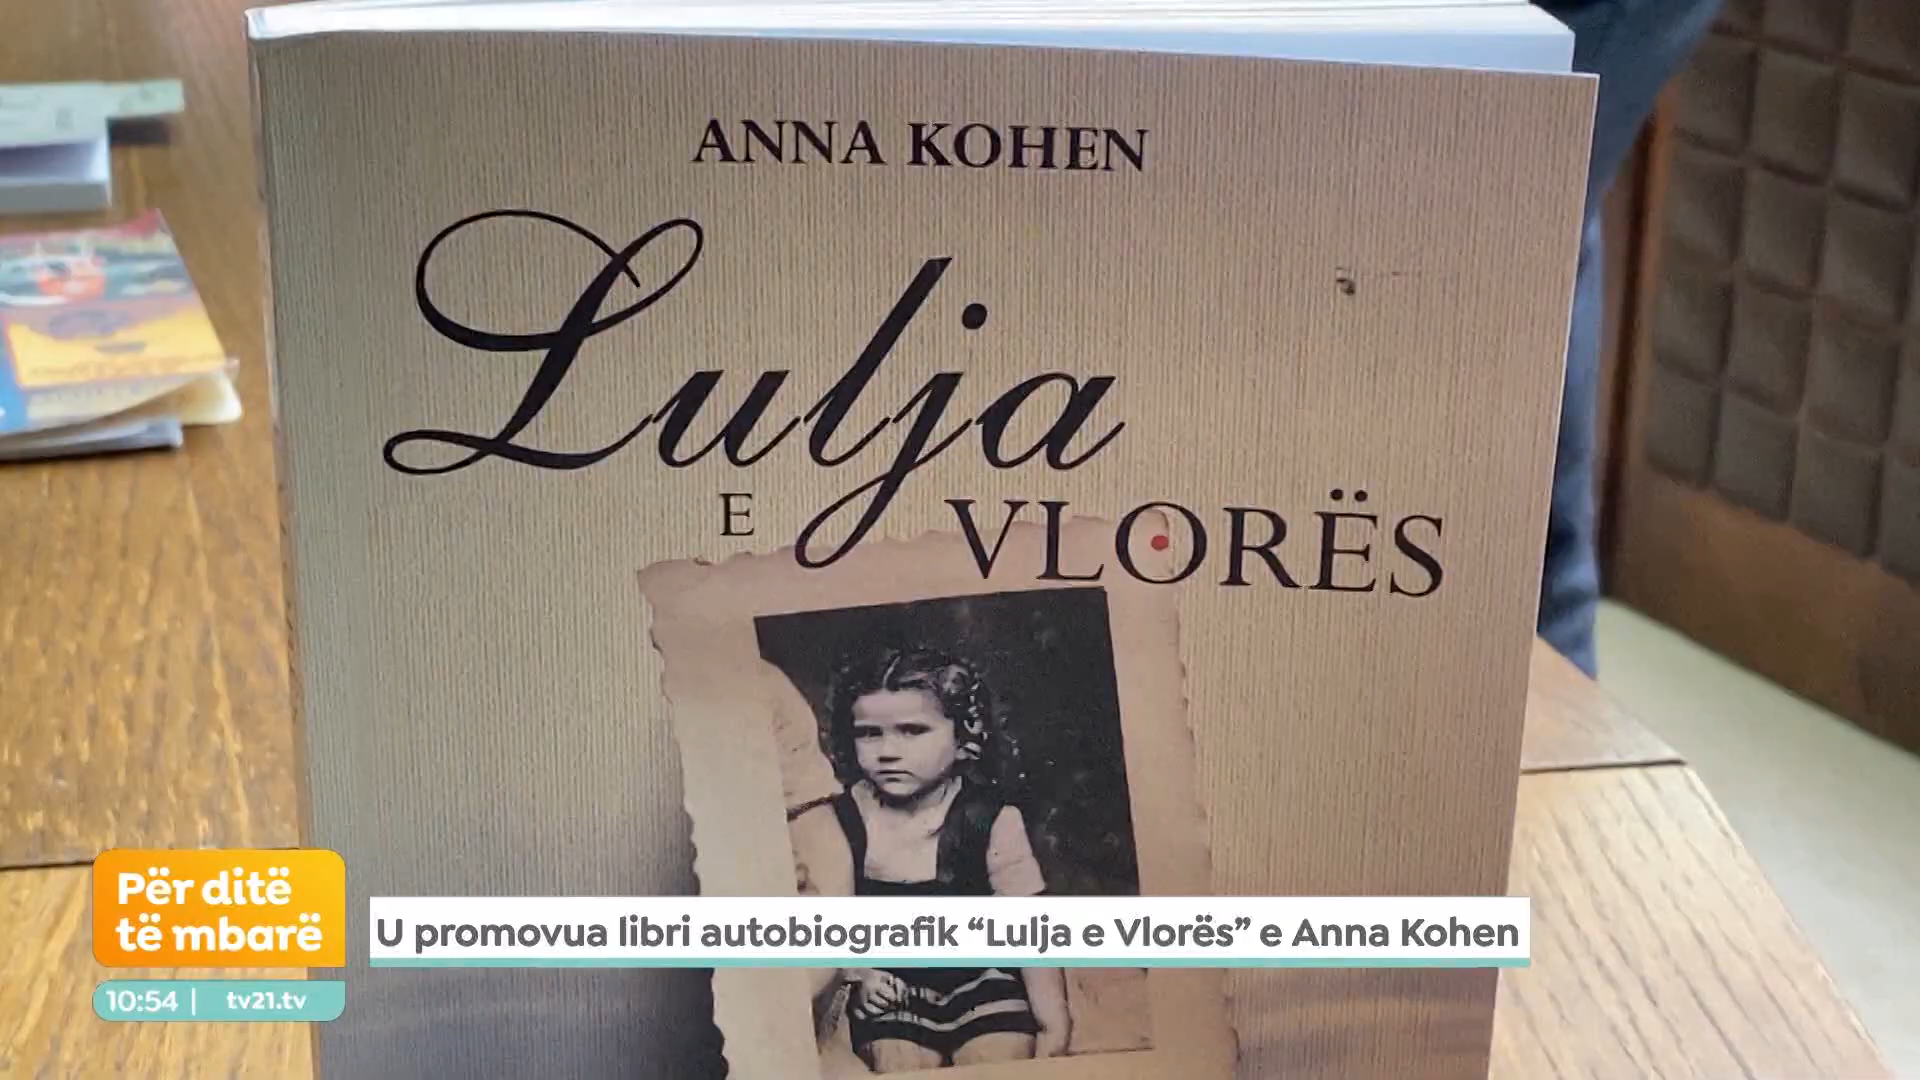 ANNA KOHEN
Lulja
E VLORËS
U promovua libri autobiografik “Lulja e Vlorës” e Anna Kohen
Për ditë
të mbarë
10:54 | tv21.tv